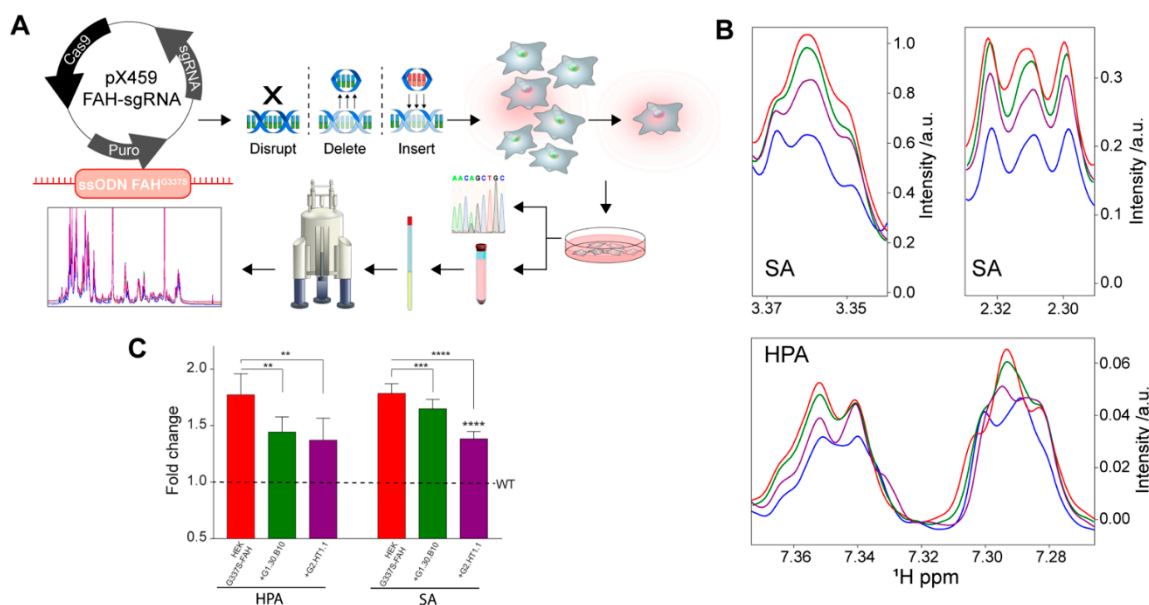 A
Cas9
sgRNA
pX459
FAH-sgRNA
Puro
ssODN FAHG337S
X
Disrupt
Delete
Insert
AACAGCTGC
B
1.0
0.8
0.6
0.4
0.2
0.0
Intensity /a.u.
SA
3.37
3.35
0.3
0.2
0.1
0.0
Intensity /a.u.
SA
2.32
2.30
HPA
0.06
0.04
0.02
0.00
Intensity /a.u.
7.36
7.34
7.32
7.30
7.28
¹H ppm
C
Fold change
2.0
1.5
1.0
0.5
**
**
****
***
****
WT
HEK
G337S-FAH
+G1.30.B10
+G2.HT1.1
HEK
G337S-FAH
+G1.30.B10
+G2.HT1.1
HPA
SA